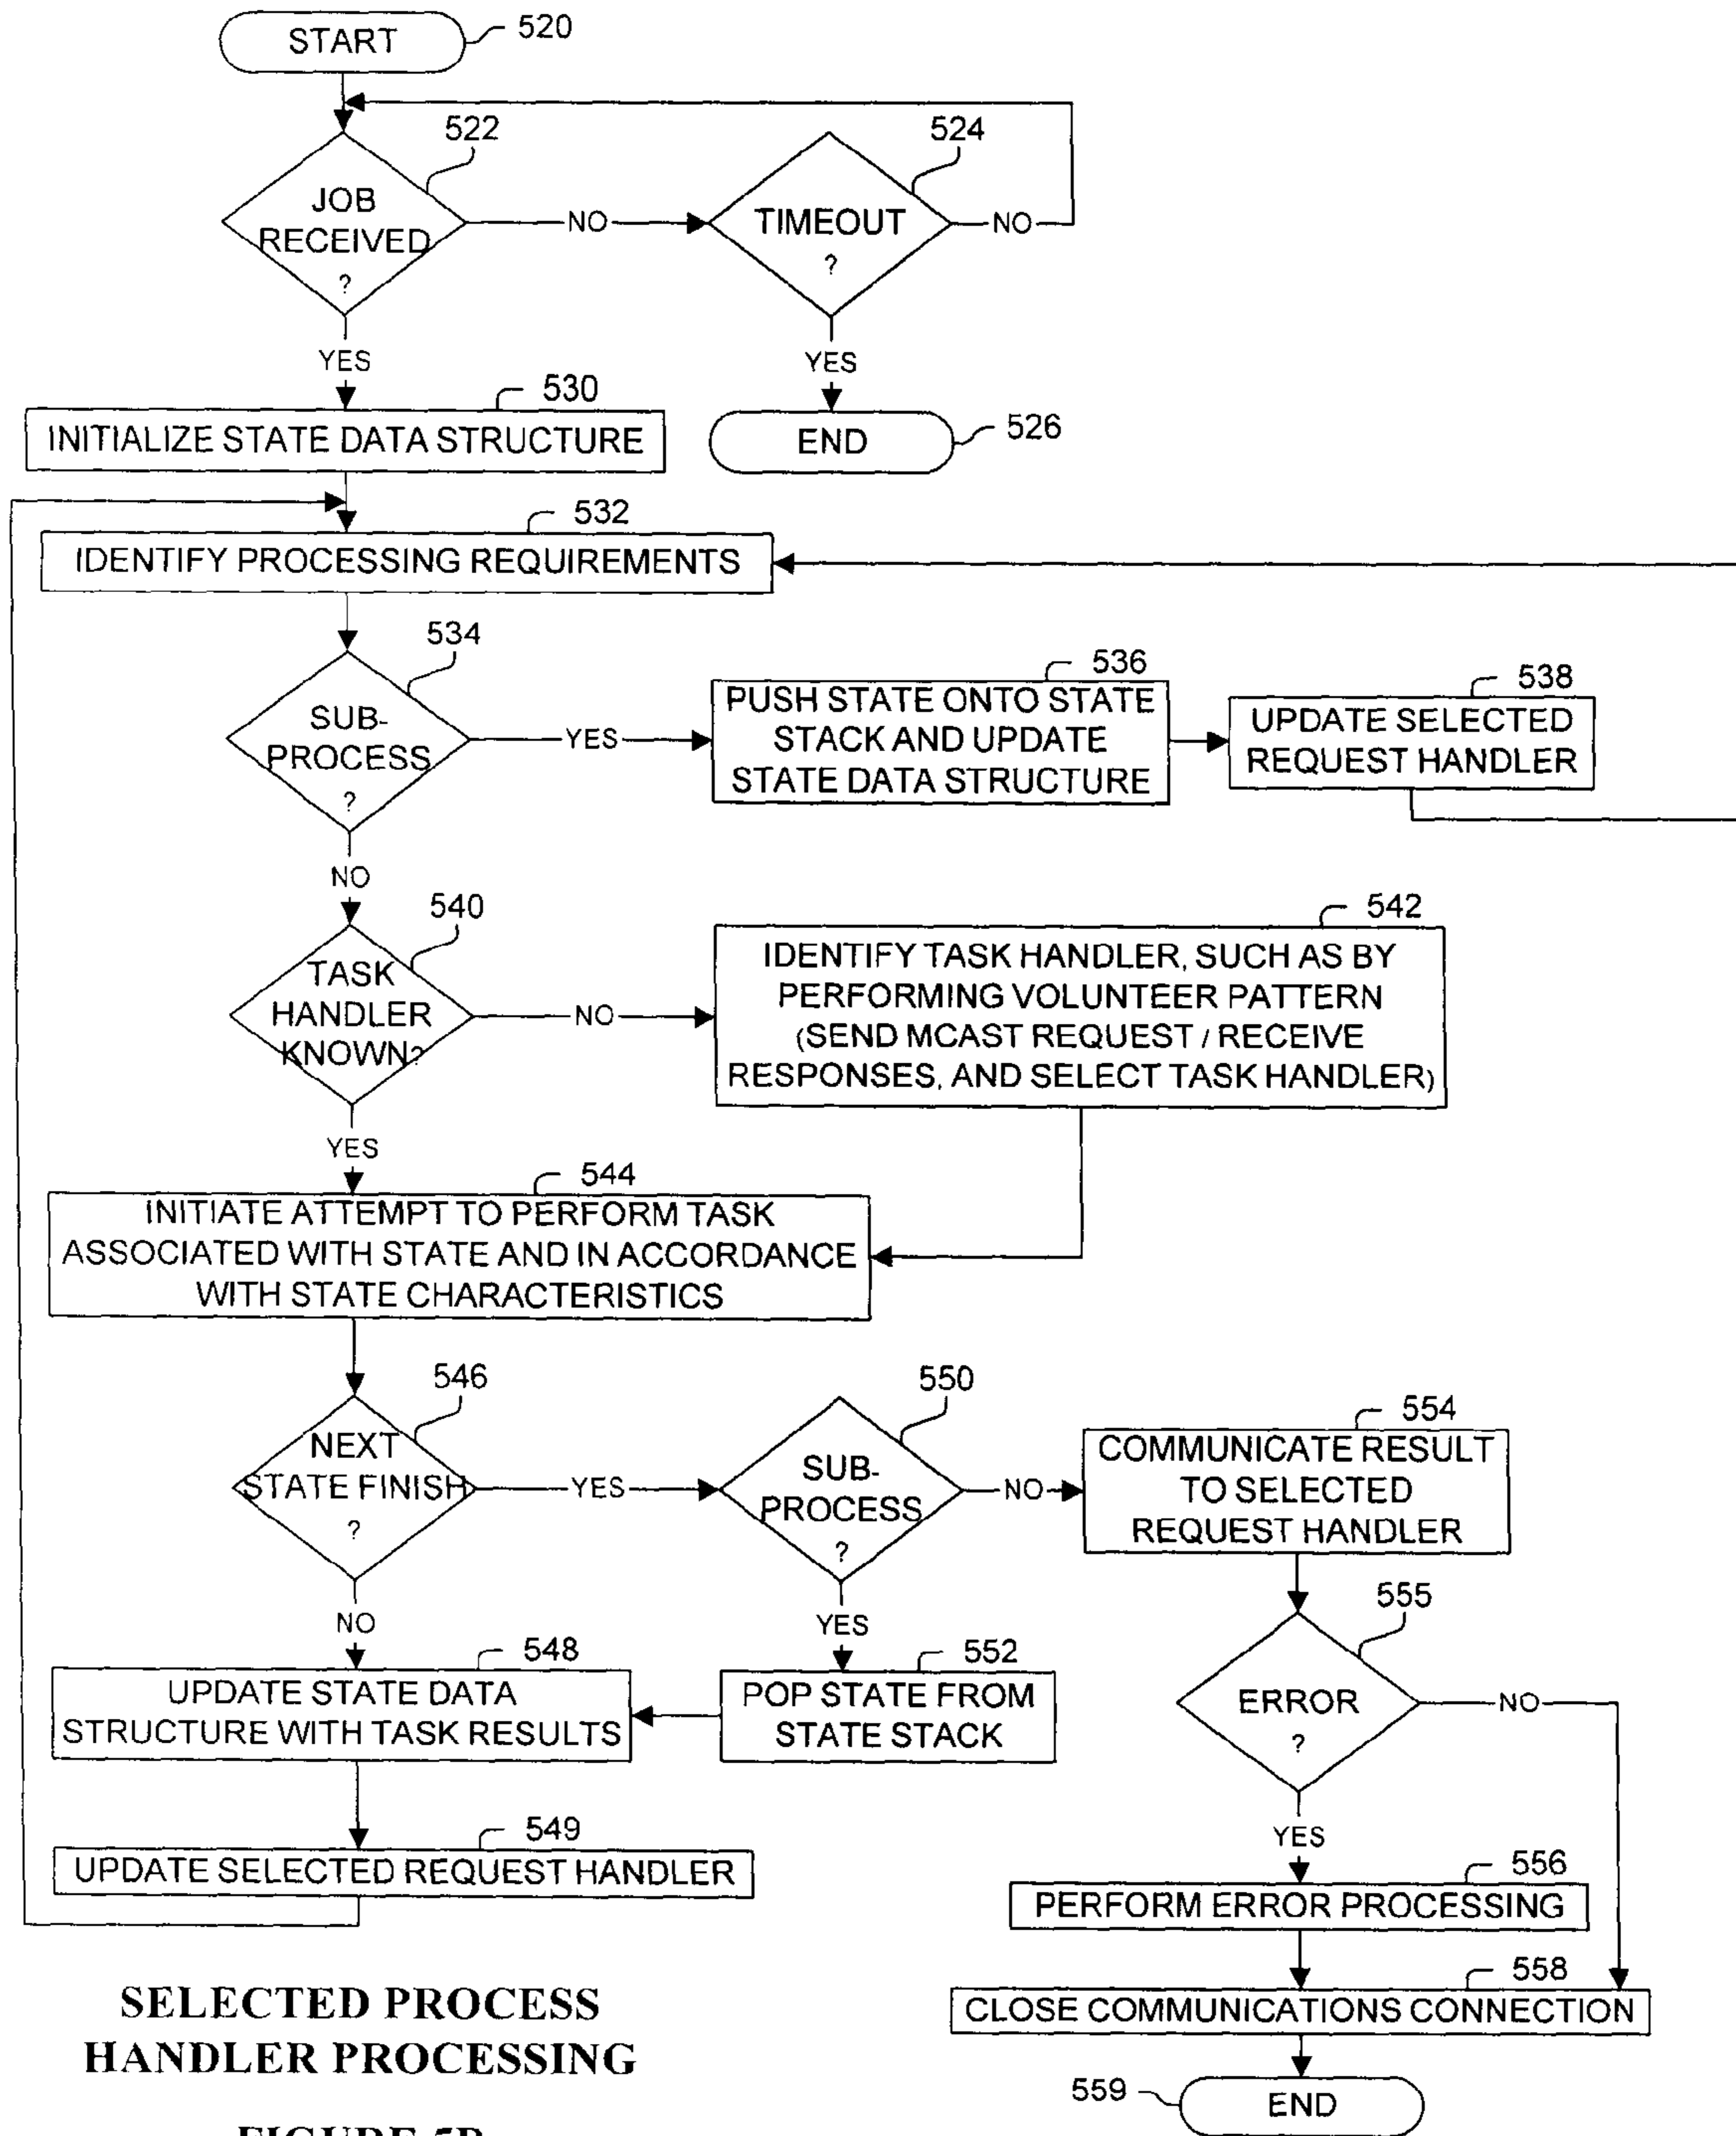 START
520
522
524
JOB
RECEIVED
?
NO
TIMEOUT
?
NO
YES
YES
530
INITIALIZE STATE DATA STRUCTURE
END
526
532
IDENTIFY PROCESSING REQUIREMENTS
534
SUB-
PROCESS
?
YES
536
PUSH STATE ONTO STATE
STACK AND UPDATE
STATE DATA STRUCTURE
538
UPDATE SELECTED
REQUEST HANDLER
NO
540
TASK
HANDLER
KNOWN?
NO
542
IDENTIFY TASK HANDLER, SUCH AS BY
PERFORMING VOLUNTEER PATTERN
(SEND MCAST REQUEST / RECEIVE
RESPONSES, AND SELECT TASK HANDLER)
YES
544
INITIATE ATTEMPT TO PERFORM TASK
ASSOCIATED WITH STATE AND IN ACCORDANCE
WITH STATE CHARACTERISTICS
546
NEXT
STATE FINISH
?
YES
550
SUB-
PROCESS
?
NO
554
COMMUNICATE RESULT
TO SELECTED
REQUEST HANDLER
NO
YES
555
548
UPDATE STATE DATA
STRUCTURE WITH TASK RESULTS
552
POP STATE FROM
STATE STACK
ERROR
?
NO
YES
549
UPDATE SELECTED REQUEST HANDLER
556
PERFORM ERROR PROCESSING
558
CLOSE COMMUNICATIONS CONNECTION
559
END
SELECTED PROCESS
HANDLER PROCESSING
FIGURE 5B